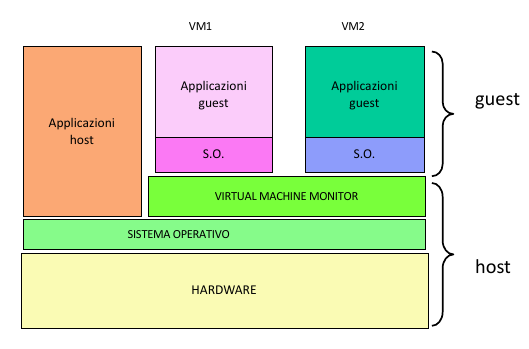 VM1
VM2
Applicazioni
host
Applicazioni
guest
Applicazioni
guest
S.O.
S.O.
guest
VIRTUAL MACHINE MONITOR
SISTEMA OPERATIVO
HARDWARE
host